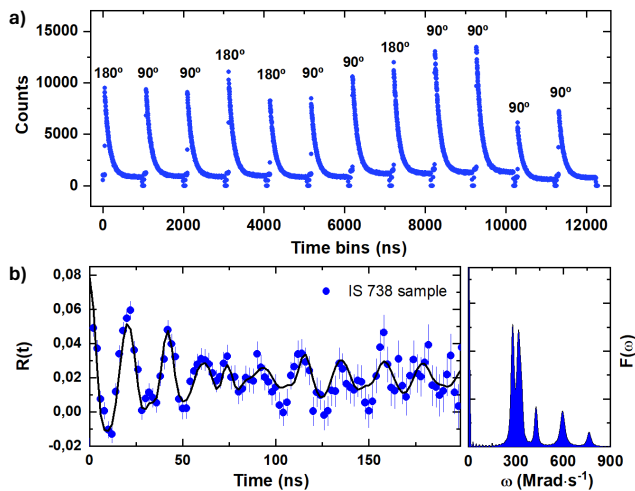 a)
15000
10000
5000
0
Counts
180º 90º 90º 180º 180º 90º 90º 180º 90º 90º 90º 90º
0 2000 4000 6000 8000 10000 12000
Time bins (ns)
b)
0,08
0,06
0,04
0,02
0,00
-0,02
R(t)
IS 738 sample
0 50 100 150
Time (ns)
F(ω)
300 600 900
ω (Mrad·s⁻¹)